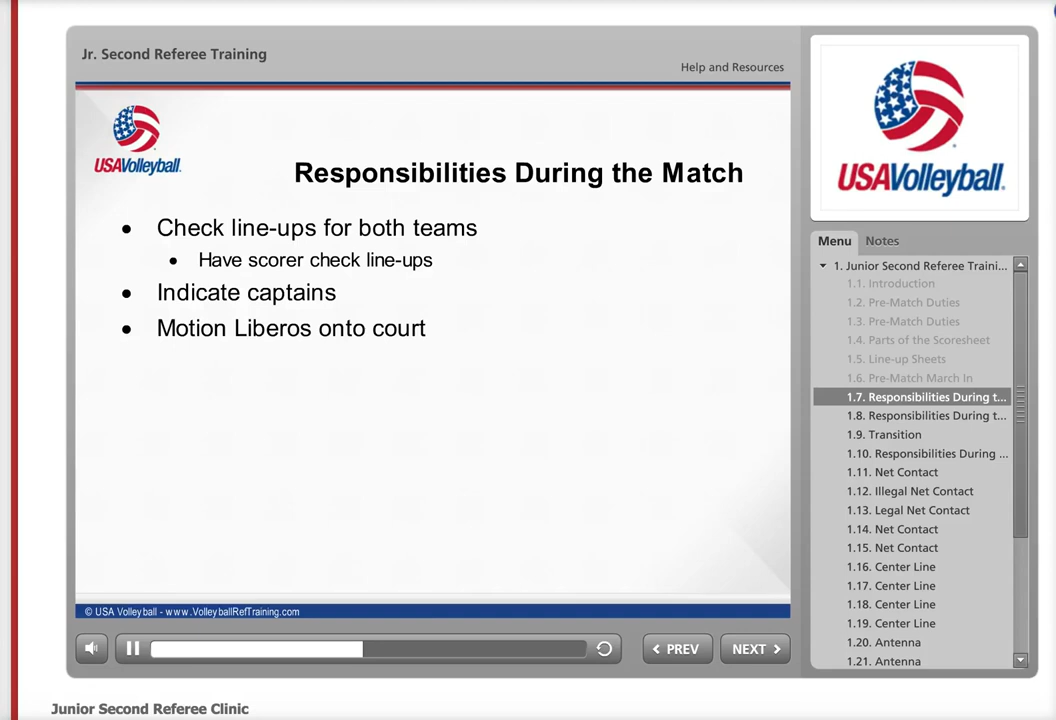 Jr. Second Referee Training
Help and Resources
USAVolleyball.
Responsibilities During the Match
• Check line-ups for both teams
• Have scorer check line-ups
• Indicate captains
• Motion Liberos onto court
© USA Volleyball - www.VolleyballRefTraining.com
PREV
NEXT
USAVolleyball.
Menu Notes
1. Junior Second Referee Traini...
1.1. Introduction
1.2. Pre-Match Duties
1.3. Pre-Match Duties
1.4. Parts of the Scoresheet
1.5. Line-up Sheets
1.6. Pre-Match March In
1.7. Responsibilities During t...
1.8. Responsibilities During t...
1.9. Transition
1.10. Responsibilities During ...
1.11. Net Contact
1.12. Illegal Net Contact
1.13. Legal Net Contact
1.14. Net Contact
1.15. Net Contact
1.16. Center Line
1.17. Center Line
1.18. Center Line
1.19. Center Line
1.20. Antenna
1.21. Antenna
Junior Second Referee Clinic